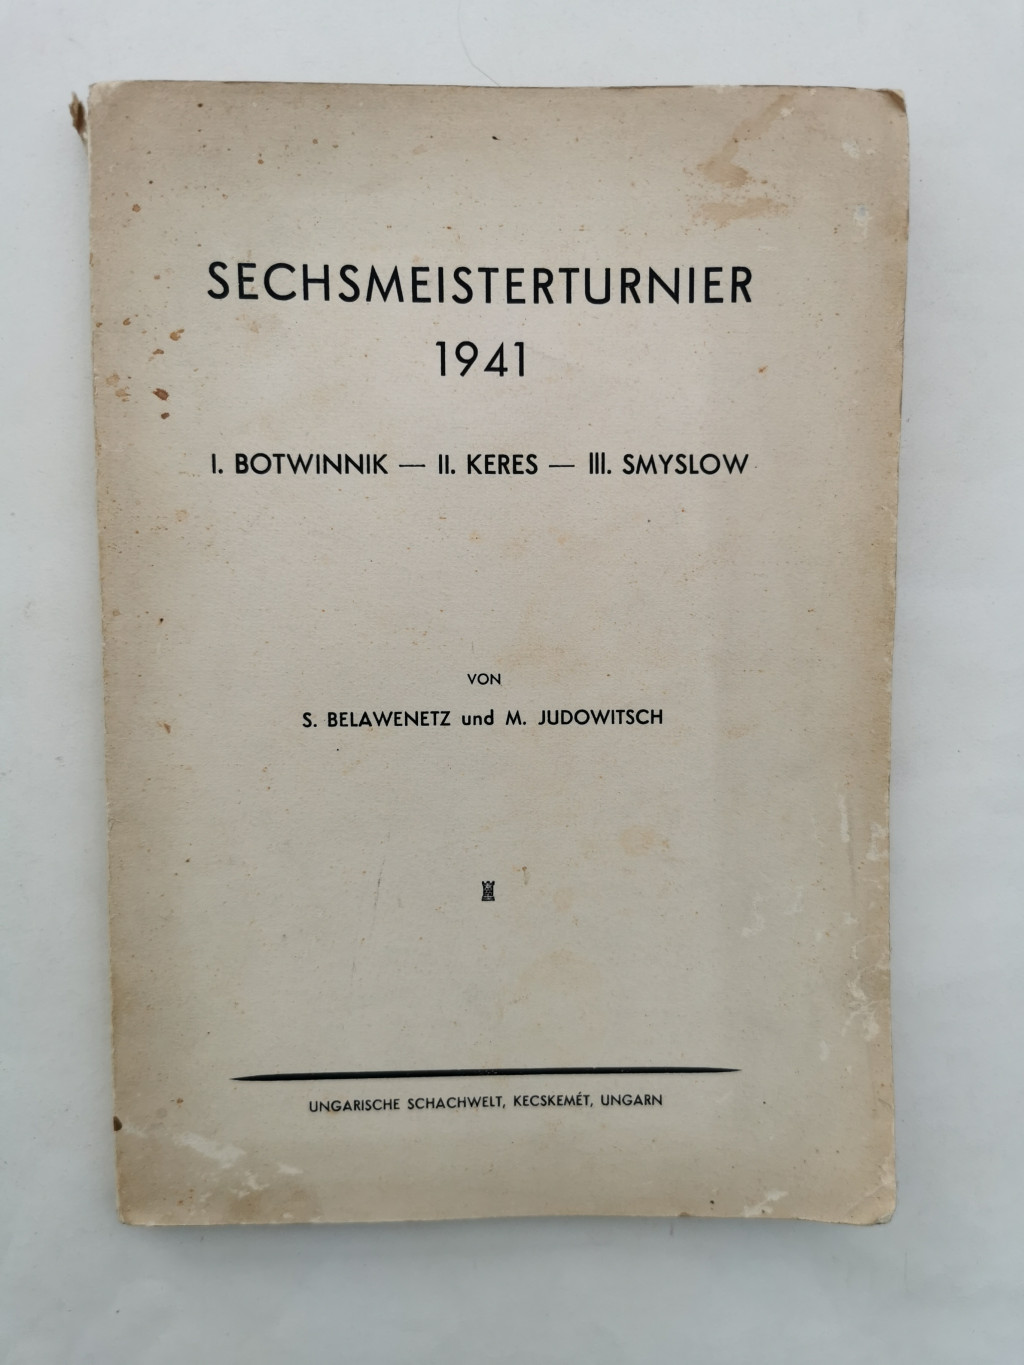 SECHSMEISTERTURNIER
1941
I. BOTWINNIK — II. KERES — III. SMYSLOW
VON
S. BELAWENETZ und M. JUDOWITSCH
UNGARISCHE SCHACHWELT, KECSKEMÉT, UNGARN